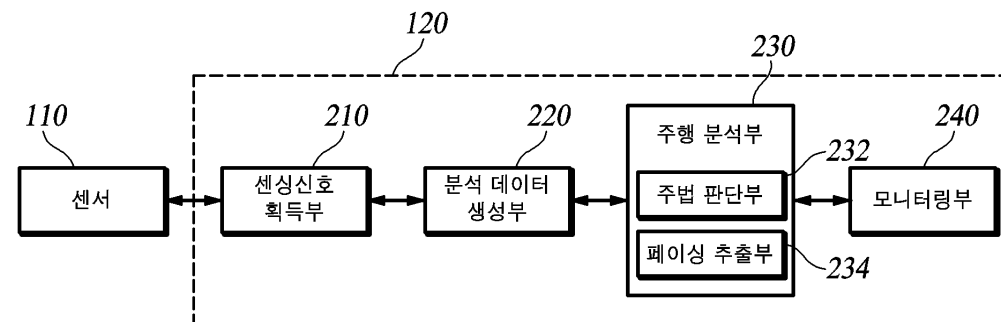 120
230
110
210
220
240
주행 분석부
232
센서
센싱신호
획득부
분석 데이터
생성부
주법 판단부
모니터링부
페이싱 추출부
234